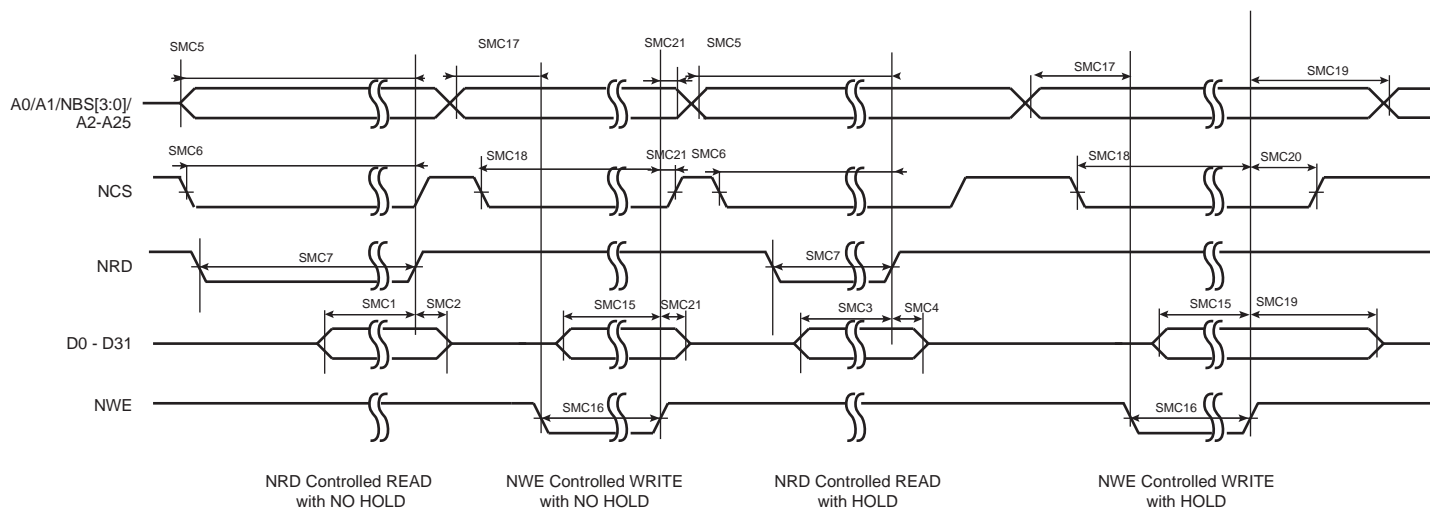 SMC5
SMC17
SMC21
SMC5
SMC17
SMC19
A0/A1/NBS[3:0]/
A2-A25
SMC6
SMC18
SMC21
SMC6
SMC18
SMC20
NCS
SMC7
SMC7
NRD
SMC1
SMC2
SMC15
SMC21
SMC3
SMC4
SMC15
SMC19
D0 - D31
NWE
SMC16
SMC16
NRD Controlled READ
with NO HOLD
NWE Controlled WRITE
with NO HOLD
NRD Controlled READ
with HOLD
NWE Controlled WRITE
with HOLD